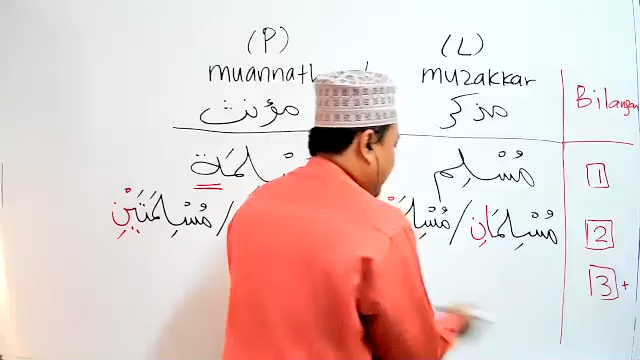 (P) (L)
muannath muzakkar
مؤنث مذكر Bilangan
مُسْلِم 1
مُسْلِمَانِ / / مُسْلِمَتَيْنِ 2
3+